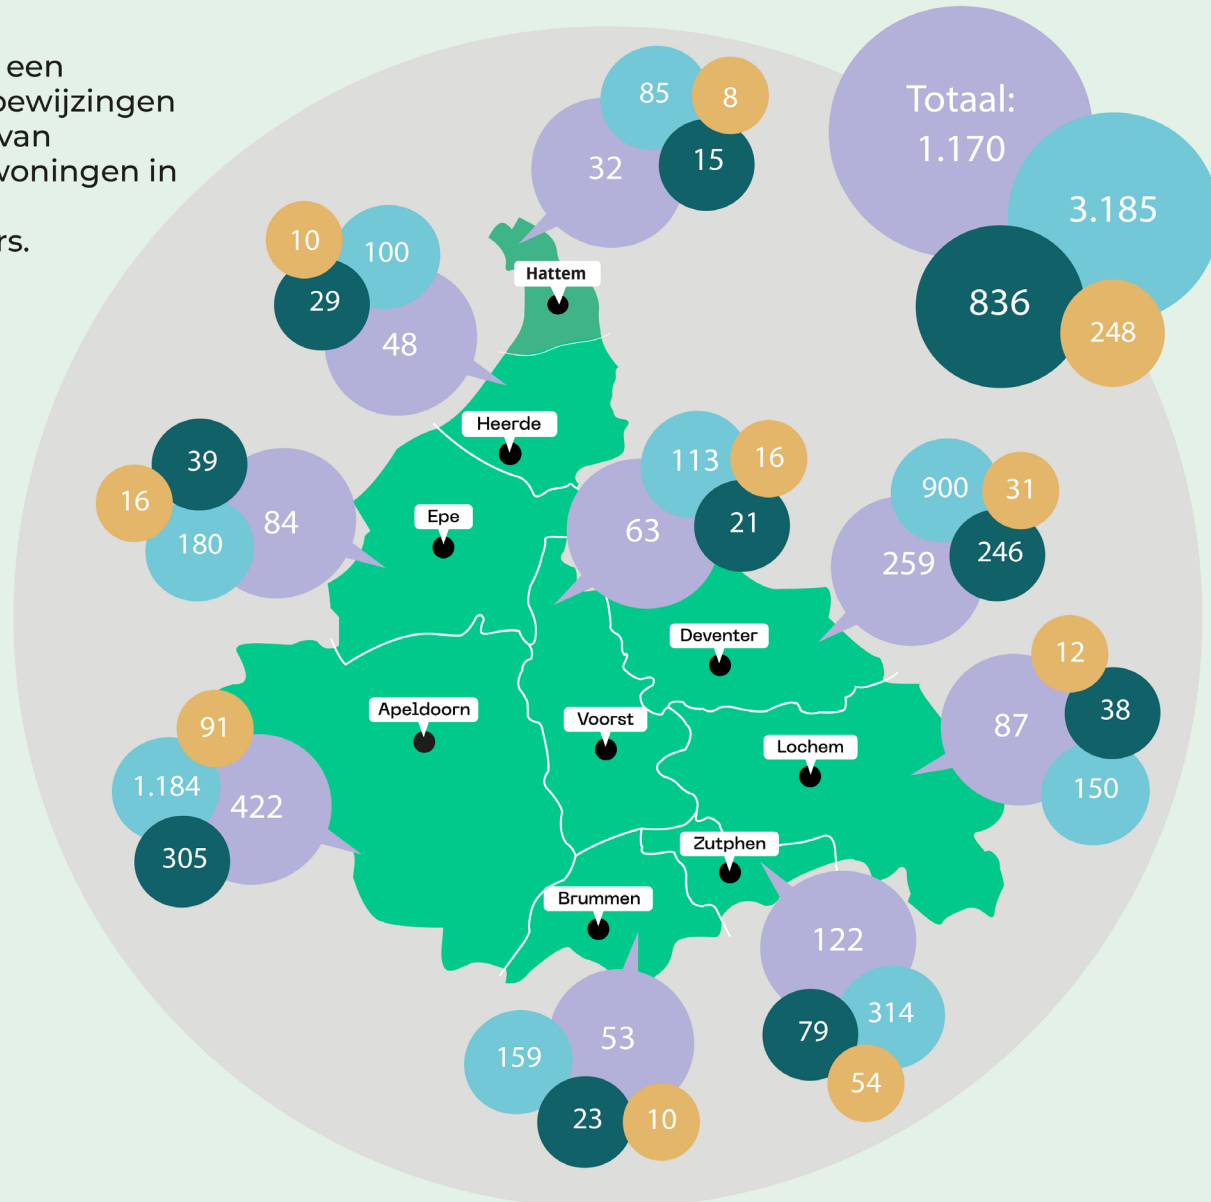 een
bewijzingen
van
woningen in
rs.
Totaal:
1.170
3.185
836
248
85
8
32
15
Hattem
10
100
29
48
Heerde
39
16
84
180
Epe
113
16
63
21
900
31
259
246
Deventer
12
87
38
150
Apeldoorn
Voorst
Lochem
91
1.184
422
305
Zutphen
Brummen
122
79
314
54
53
159
23
10